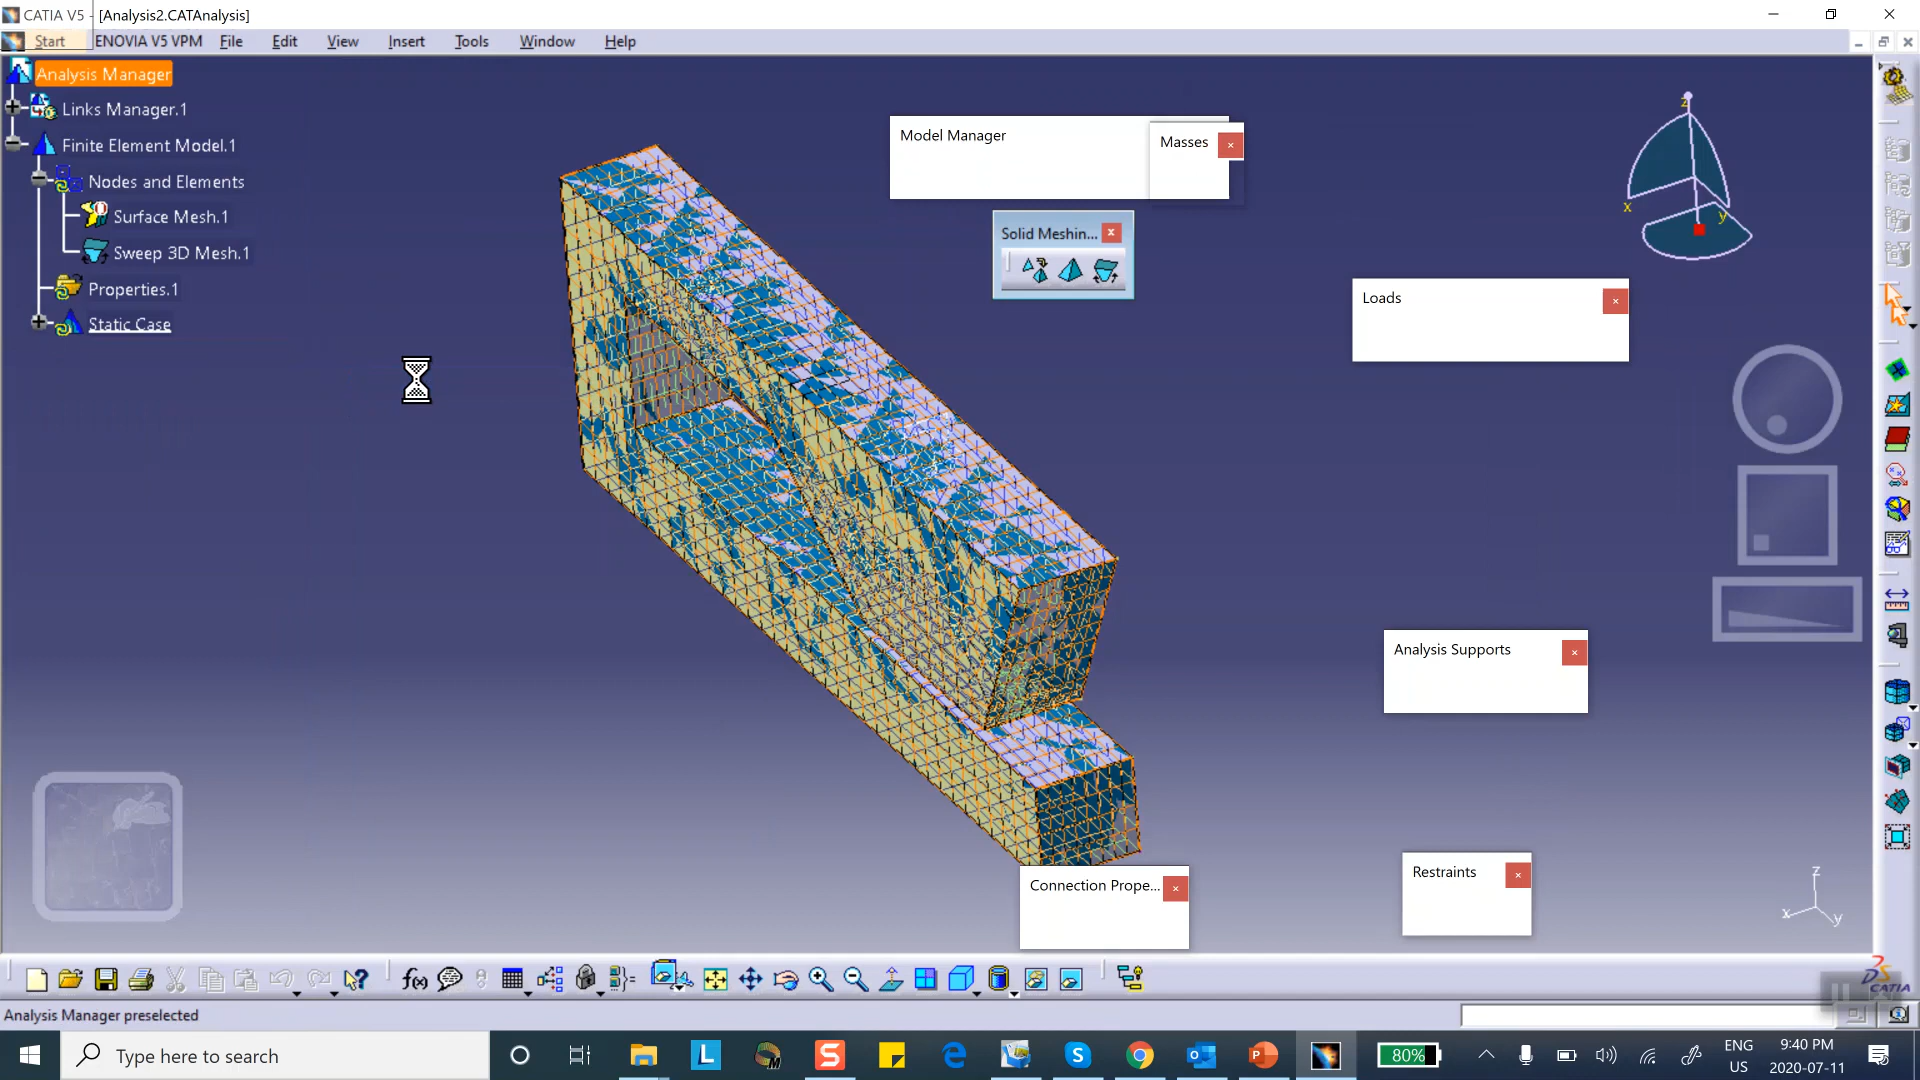 CATIA V5 - [Analysis2.CATAnalysis]
Start ENOVIA V5 VPM File Edit View Insert Tools Window Help
Analysis Manager
Links Manager.1
Finite Element Model.1
Nodes and Elements
Surface Mesh.1
Sweep 3D Mesh.1
Properties.1
Static Case
Model Manager
Masses
Solid Meshin...
Loads
Analysis Supports
Connection Prope...
Restraints
z
x
y
z
x
y
f(x)
CATIA
Analysis Manager preselected
Type here to search
L
S
80%
ENG
US
9:40 PM
2020-07-11